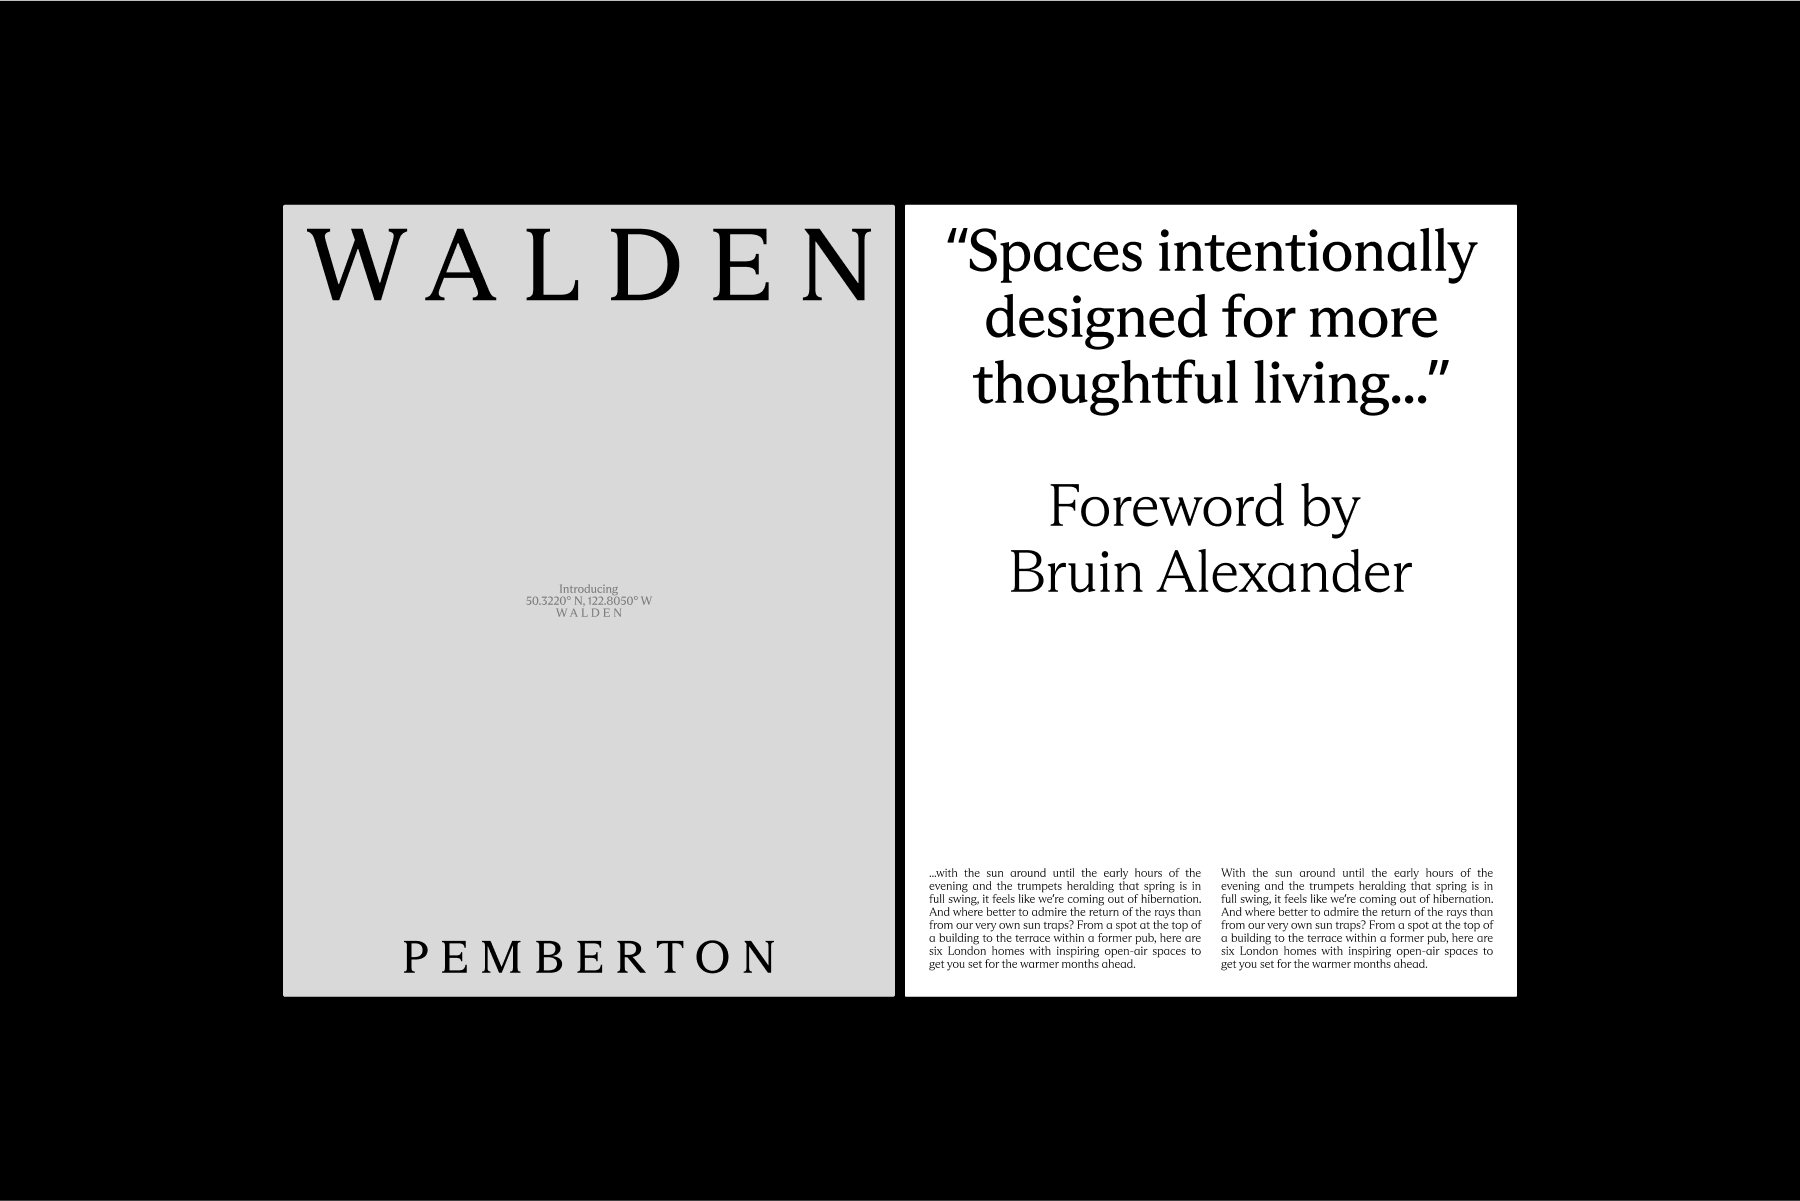 WALDEN
Introducing
50.3220° N, 122.8050° W
WALDEN
PEMBERTON
“Spaces intentionally
designed for more
thoughtful living...”
Foreword by
Bruin Alexander
...with the sun around until the early hours of the
evening and the trumpets heralding that spring is in
full swing, it feels like we’re coming out of hibernation.
And where better to admire the return of the rays than
from our very own sun traps? From a spot at the top of
a building to the terrace within a former pub, here are
six London homes with inspiring open-air spaces to
get you set for the warmer months ahead.
With the sun around until the early hours of the
evening and the trumpets heralding that spring is in
full swing, it feels like we’re coming out of hibernation.
And where better to admire the return of the rays than
from our very own sun traps? From a spot at the top of
a building to the terrace within a former pub, here are
six London homes with inspiring open-air spaces to
get you set for the warmer months ahead.